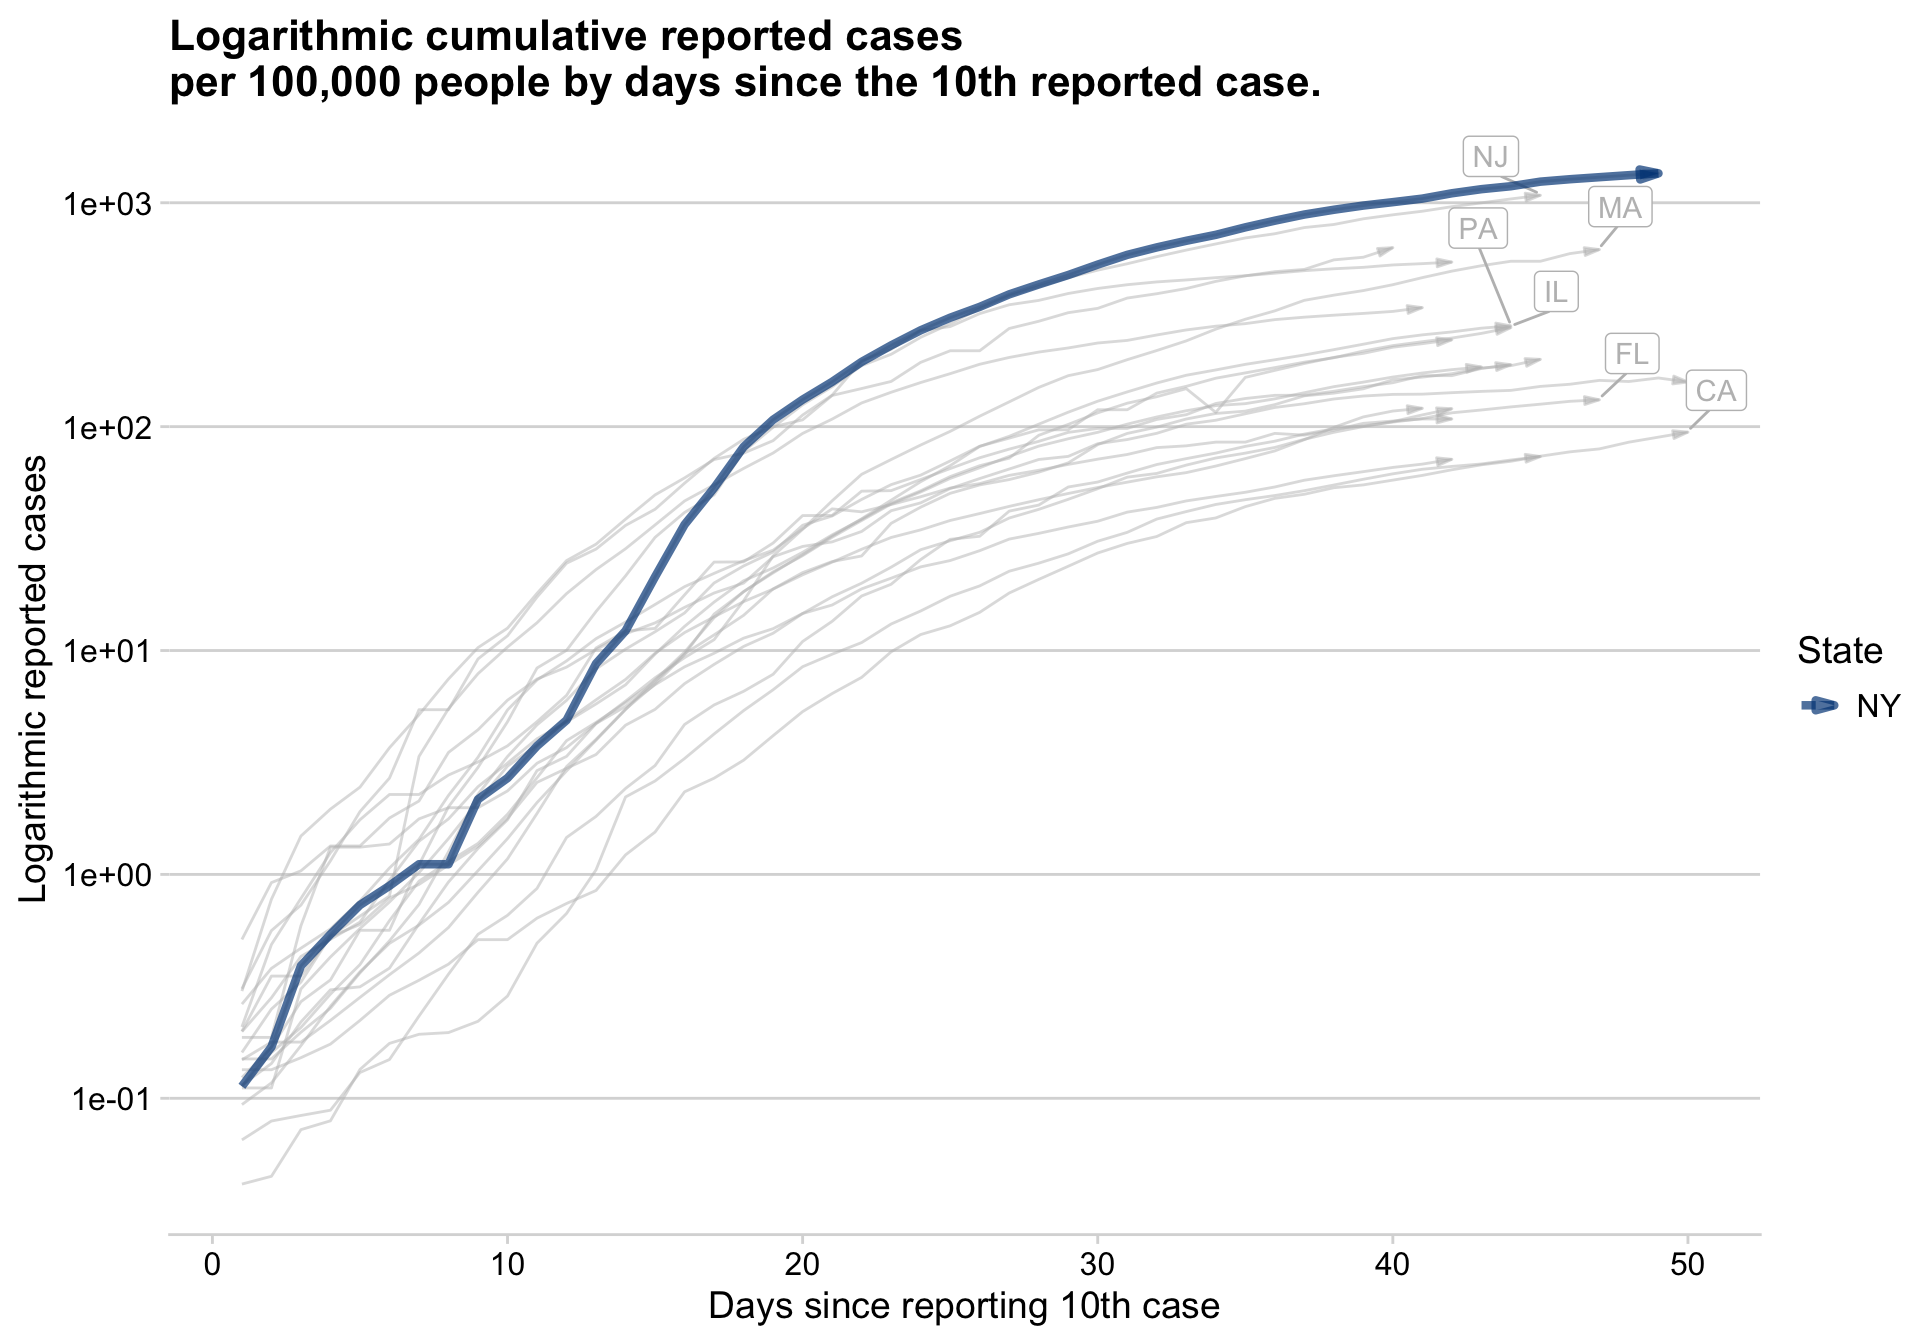 Logarithmic cumulative reported cases
per 100,000 people by days since the 10th reported case.
NJ
MA
PA
IL
FL
CA
1e+03
1e+02
1e+01
1e+00
1e-01
Logarithmic reported cases
0 10 20 30 40 50
Days since reporting 10th case
State
NY